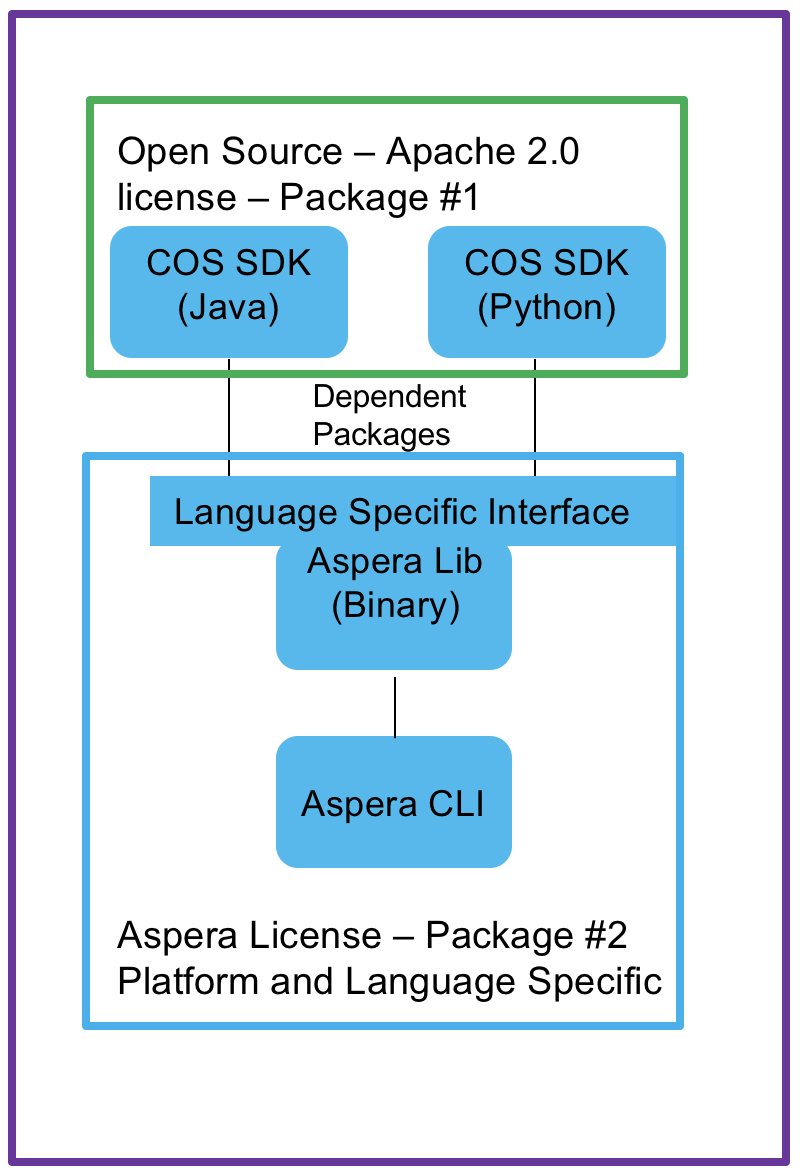 Open Source – Apache 2.0
license – Package #1
COS SDK
(Java)
COS SDK
(Python)
Dependent
Packages
Language Specific Interface
Aspera Lib
(Binary)
Aspera CLI
Aspera License – Package #2
Platform and Language Specific